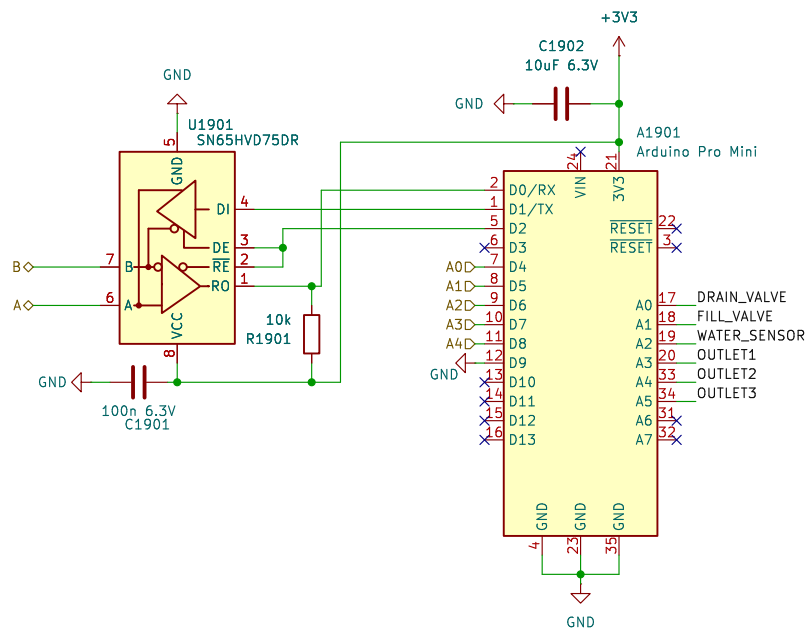 +3V3
C1902
10uF 6.3V
GND
GND
U1901
SN65HVD75DR
A1901
Arduino Pro Mini
5
GND
24
VIN
21
3V3
DI 4
DE 3
RE 2
RO 1
7 B
B
6 A
A
VCC
8
10k
R1901
GND
100n 6.3V
C1901
2 D0/RX
1 D1/TX
5 D2
6 D3
A0 7 D4
A1 8 D5
A2 9 D6
A3 10 D7
A4 11 D8
GND 12 D9
13 D10
14 D11
15 D12
16 D13
RESET 22
RESET 3
A0 17 DRAIN_VALVE
A1 18 FILL_VALVE
A2 19 WATER_SENSOR
A3 20 OUTLET1
A4 33 OUTLET2
A5 34 OUTLET3
A6 31
A7 32
GND GND GND
4 23 35
GND